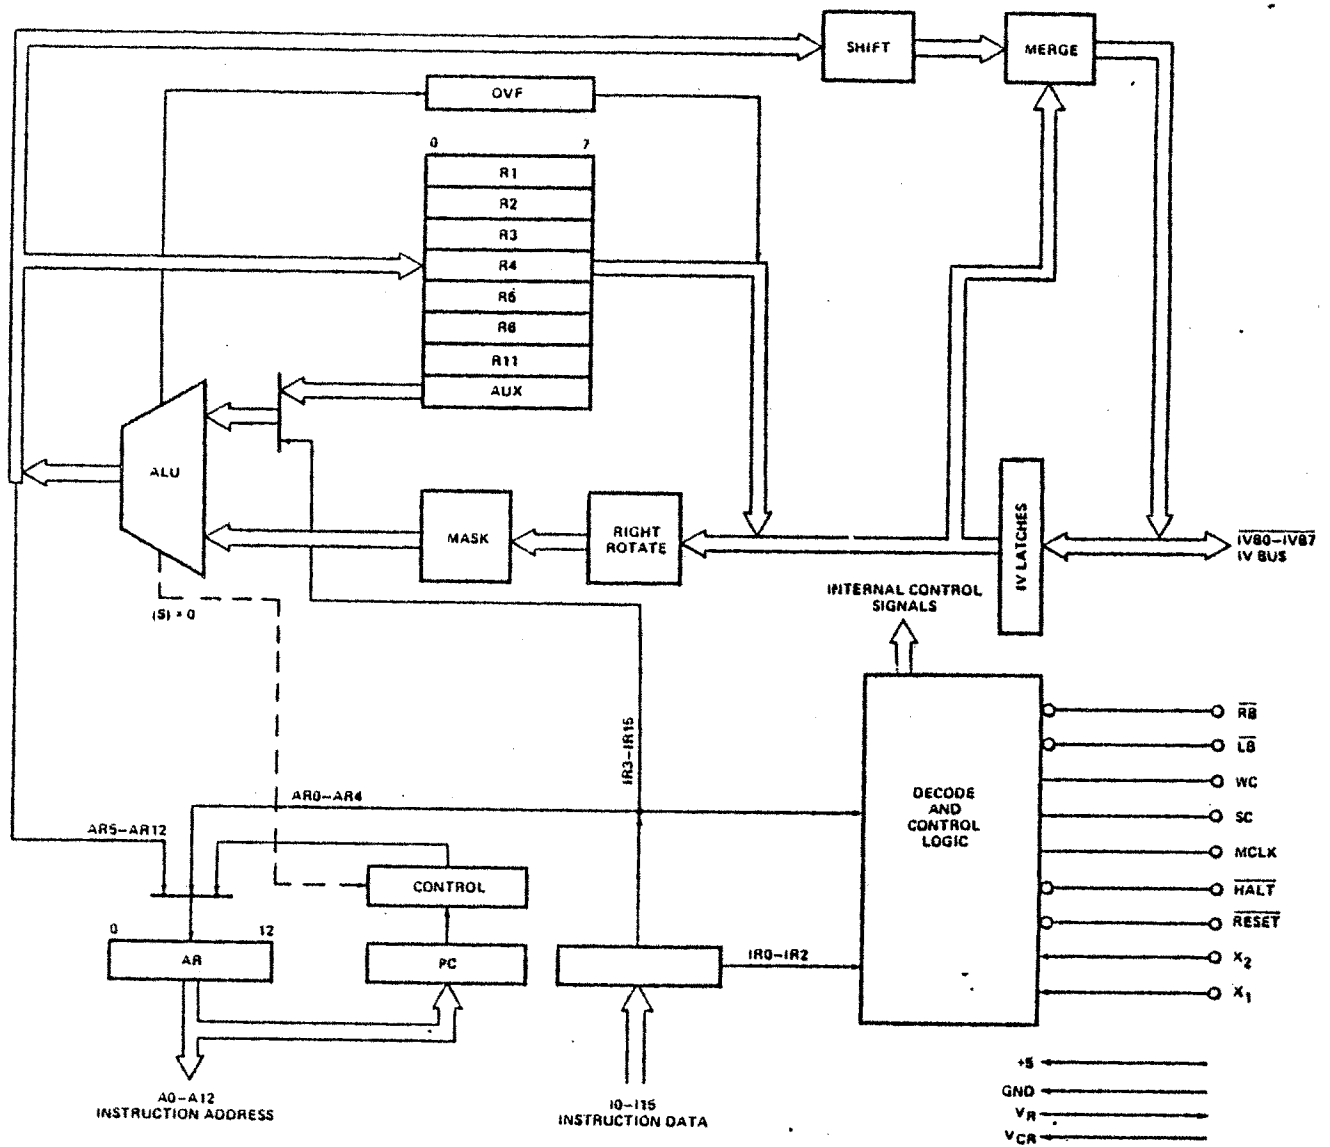 SHIFT
MERGE
OVF
0 7
R1
R2
R3
R4
R5
R6
R11
AUX
ALU
MASK
RIGHT
ROTATE
IV LATCHES
IVB0–IVB7
IV BUS
(S) = 0
INTERNAL CONTROL
SIGNALS
IR3–IR15
AR0–AR4
AR5–AR12
DECODE
AND
CONTROL
LOGIC
RB
LB
WC
SC
MCLK
HALT
RESET
X2
X1
CONTROL
0 12
AR
PC
IR0–IR2
A0–A12
INSTRUCTION ADDRESS
I0–I15
INSTRUCTION DATA
+5
GND
VR
VCR